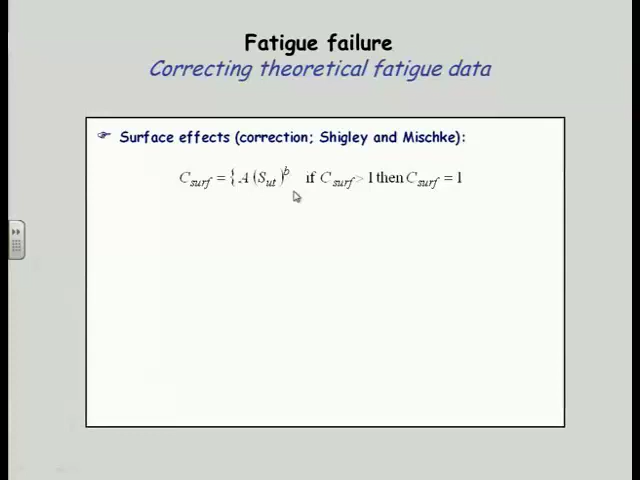 Fatigue failure
Correcting theoretical fatigue data
☞ Surface effects (correction; Shigley and Mischke):
C_surf = { A (S_ut)^b if C_surf > 1 then C_surf = 1